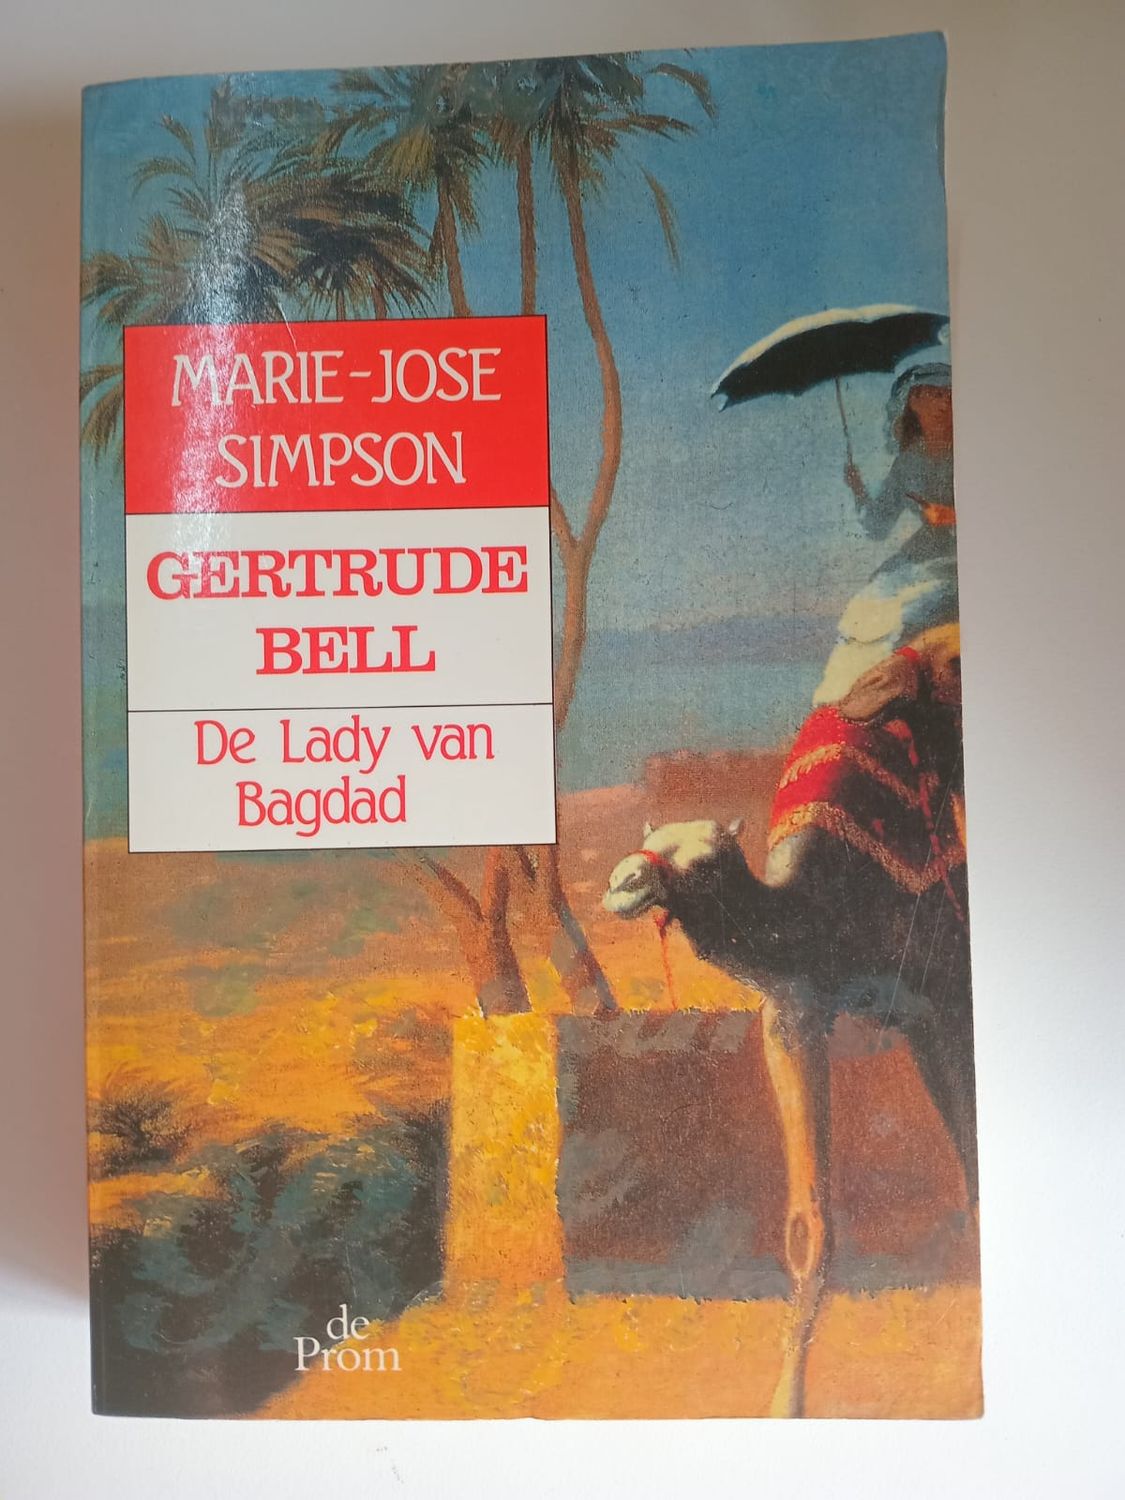 MARIE-JOSE
SIMPSON
GERTRUDE
BELL
De Lady van
Bagdad
de
Prom